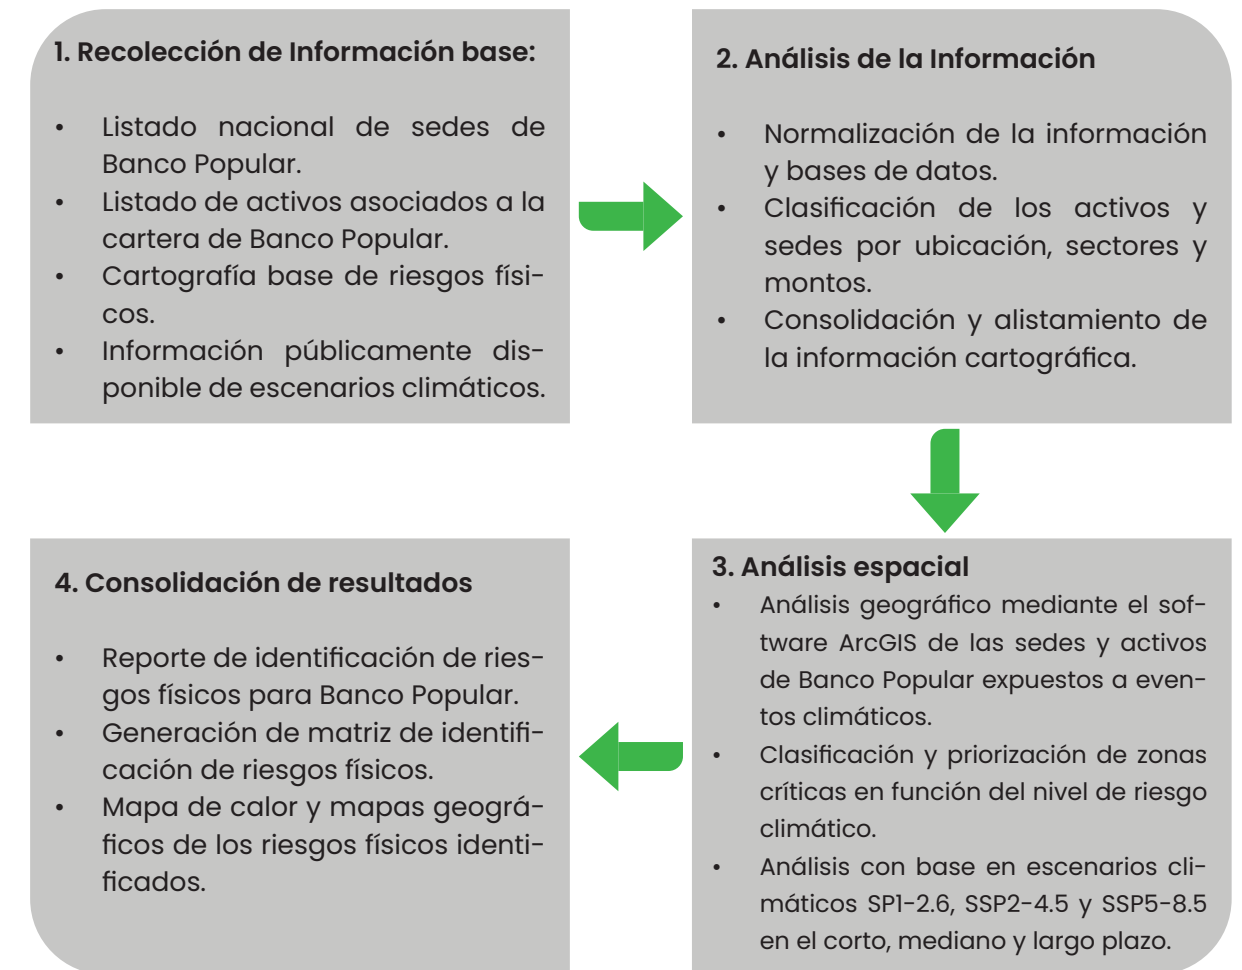 1. Recolección de Información base:
• Listado nacional de sedes de
Banco Popular.
• Listado de activos asociados a la
cartera de Banco Popular.
• Cartografía base de riesgos físi-
cos.
• Información públicamente dis-
ponible de escenarios climáticos.
2. Análisis de la Información
• Normalización de la información
y bases de datos.
• Clasificación de los activos y
sedes por ubicación, sectores y
montos.
• Consolidación y alistamiento de
la información cartográfica.
3. Análisis espacial
• Análisis geográfico mediante el sof-
tware ArcGIS de las sedes y activos
de Banco Popular expuestos a even-
tos climáticos.
• Clasificación y priorización de zonas
críticas en función del nivel de riesgo
climático.
• Análisis con base en escenarios cli-
máticos SP1-2.6, SSP2-4.5 y SSP5-8.5
en el corto, mediano y largo plazo.
4. Consolidación de resultados
• Reporte de identificación de ries-
gos físicos para Banco Popular.
• Generación de matriz de identifi-
cación de riesgos físicos.
• Mapa de calor y mapas geográ-
ficos de los riesgos físicos identi-
ficados.